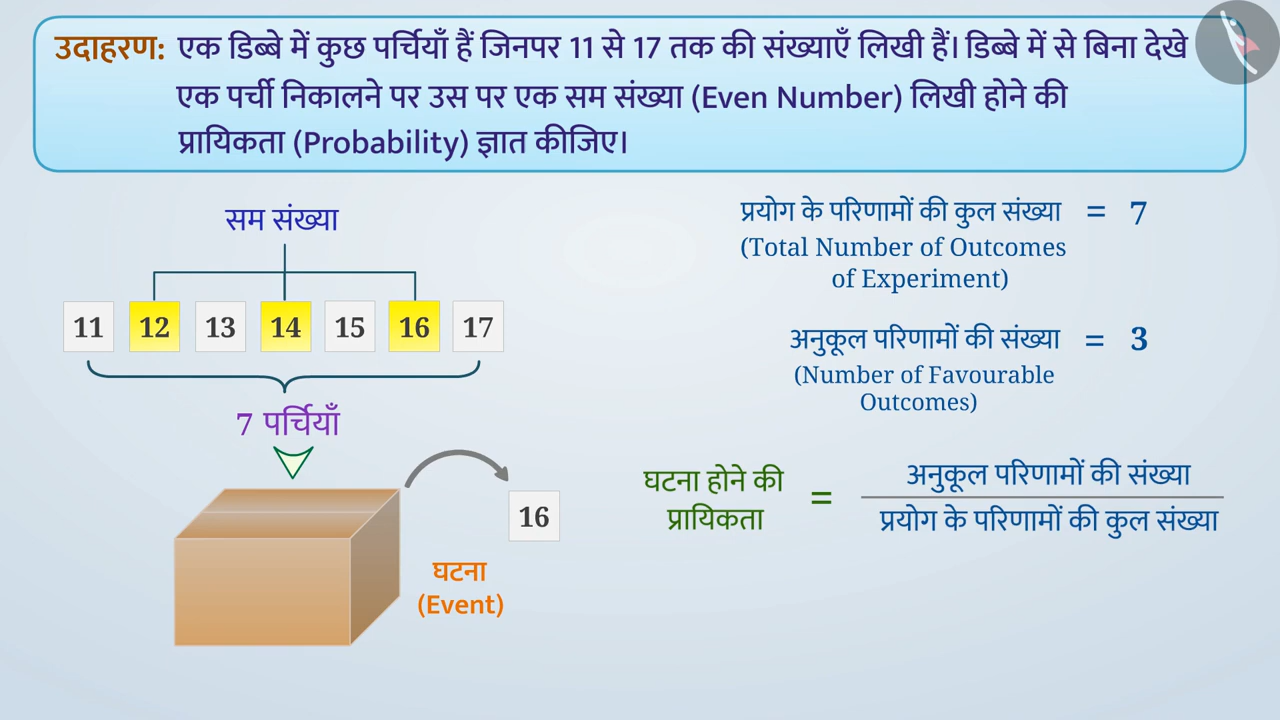 उदाहरण: एक डिब्बे में कुछ पर्चियाँ हैं जिनपर 11 से 17 तक की संख्याएँ लिखी हैं। डिब्बे में से बिना देखे
एक पर्ची निकालने पर उस पर एक सम संख्या (Even Number) लिखी होने की
प्रायिकता (Probability) ज्ञात कीजिए।
सम संख्या
11 12 13 14 15 16 17
7 पर्चियाँ
16
घटना
(Event)
प्रयोग के परिणामों की कुल संख्या = 7
(Total Number of Outcomes
of Experiment)
अनुकूल परिणामों की संख्या = 3
(Number of Favourable
Outcomes)
घटना होने की
प्रायिकता
=
अनुकूल परिणामों की संख्या
प्रयोग के परिणामों की कुल संख्या